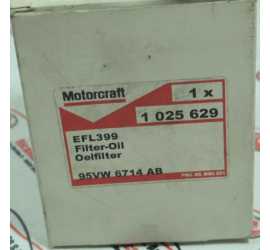 Motorcraft
1 x
1 025 629
EFL399
Filter-Oil
Oelfilter
95VW 6714 AB